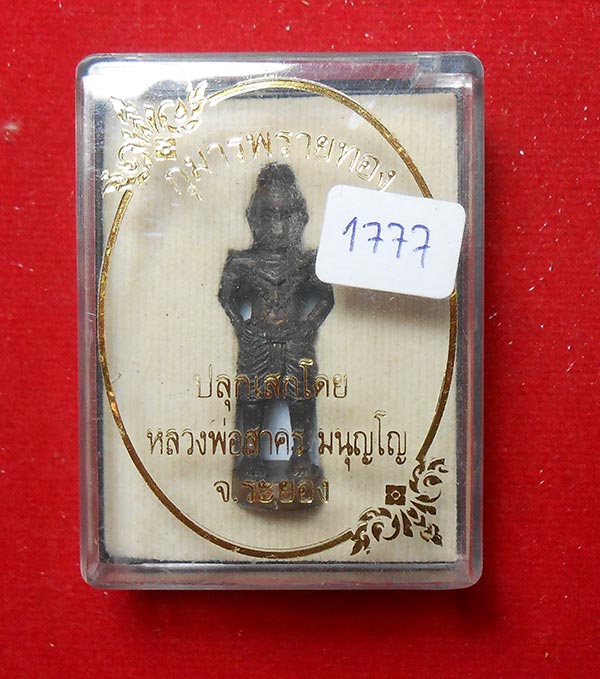 กุมารพรายทอง
1777
ปลุกเสกโดย
หลวงพ่อสาคร มนุญโญ
จ.ระยอง